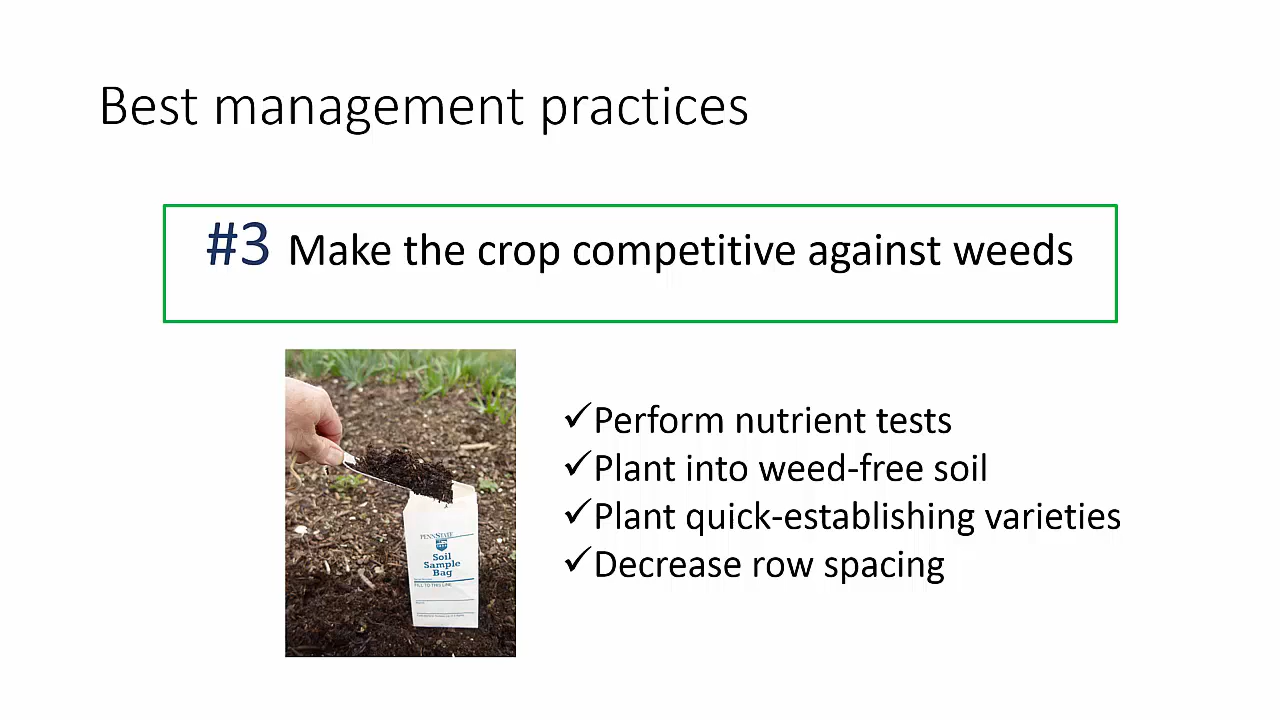 Best management practices
#3 Make the crop competitive against weeds
✓Perform nutrient tests
✓Plant into weed-free soil
✓Plant quick-establishing varieties
✓Decrease row spacing
PENNSTATE
Soil
Sample
Bag
FILL TO THIS LINE